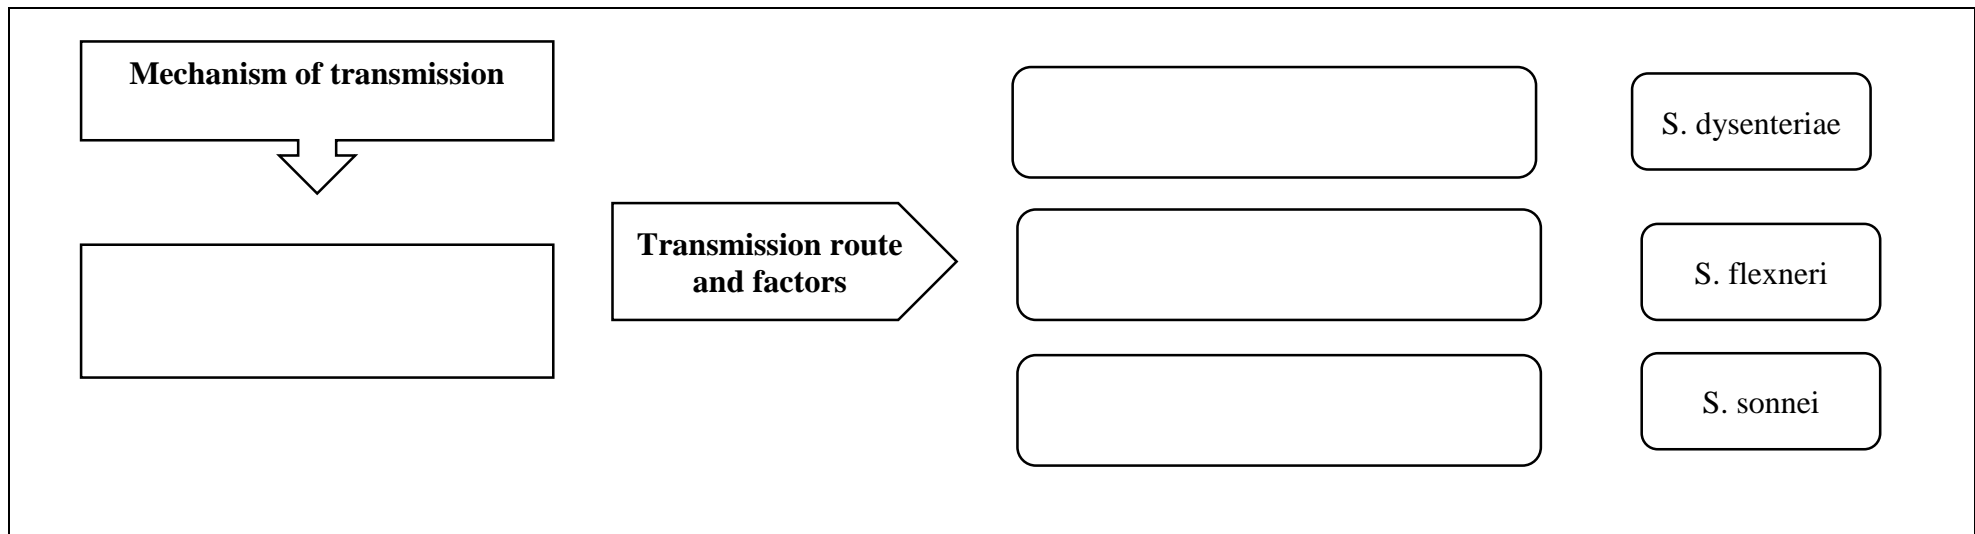 Mechanism of transmission
Transmission route
and factors
S. dysenteriae
S. flexneri
S. sonnei